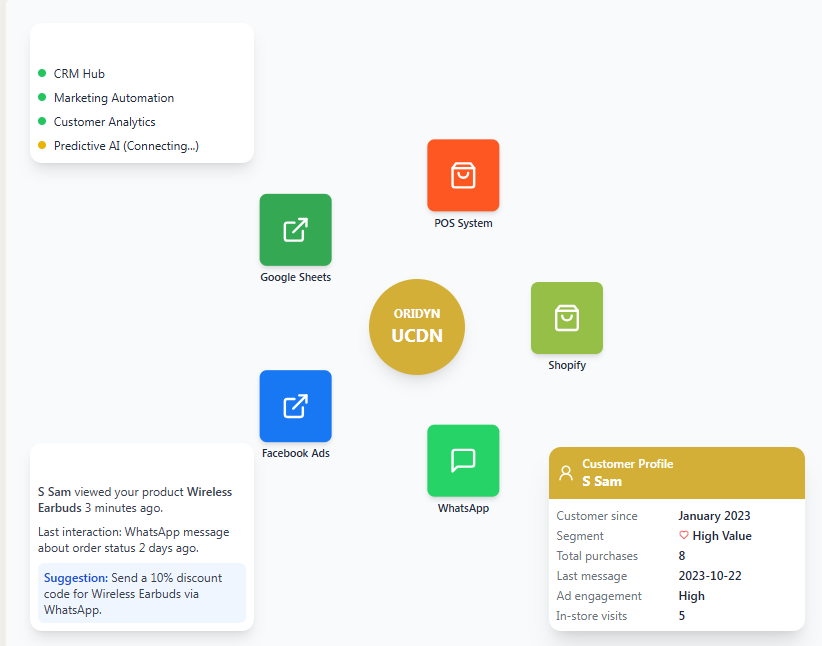 CRM Hub
Marketing Automation
Customer Analytics
Predictive AI (Connecting...)
POS System
Google Sheets
ORIDYN
UCDN
Shopify
Facebook Ads
WhatsApp
S Sam viewed your product Wireless
Earbuds 3 minutes ago.
Last interaction: WhatsApp message
about order status 2 days ago.
Suggestion: Send a 10% discount
code for Wireless Earbuds via
WhatsApp.
Customer Profile
S Sam
Customer since January 2023
Segment High Value
Total purchases 8
Last message 2023-10-22
Ad engagement High
In-store visits 5